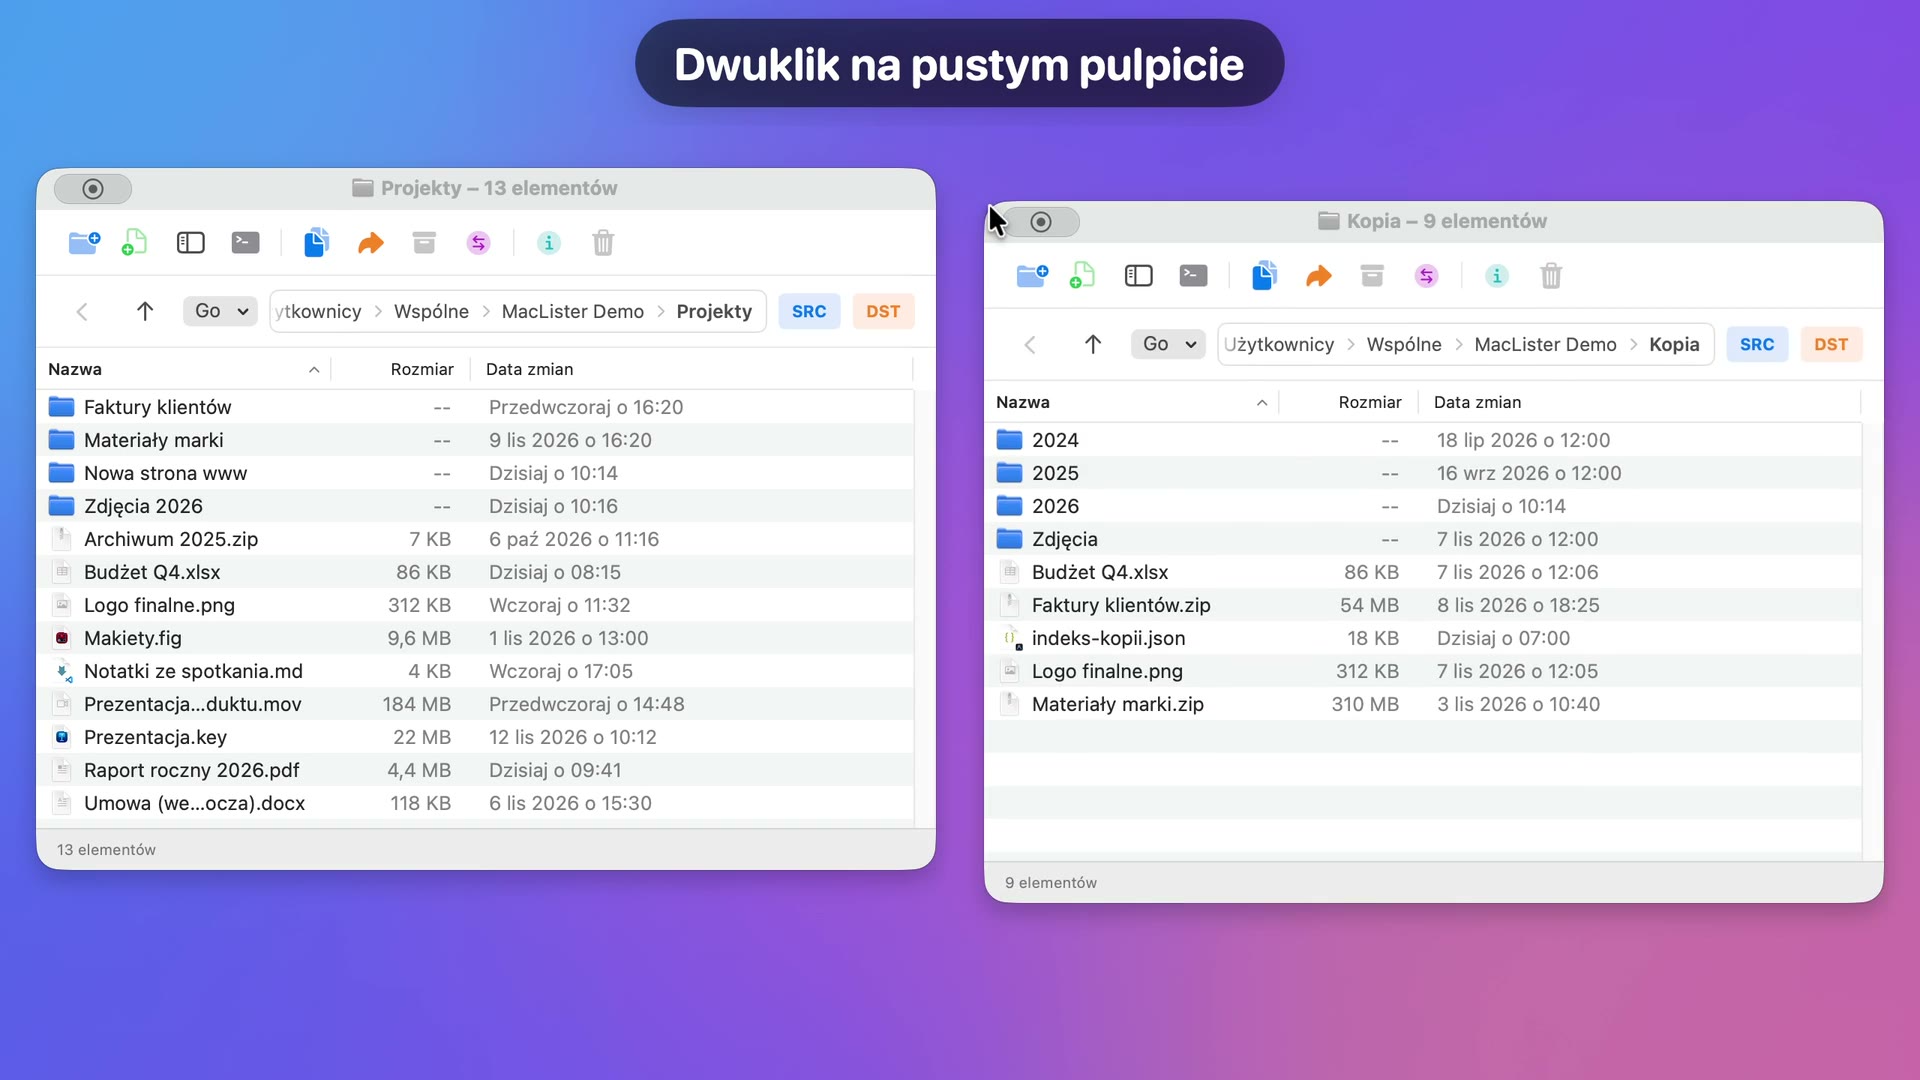 Dwuklik na pustym pulpicie
Projekty – 13 elementów
Go
ytkownicy > Wspólne > MacLister Demo > Projekty
SRC
DST
Nazwa Rozmiar Data zmian
Faktury klientów -- Przedwczoraj o 16:20
Materiały marki -- 9 lis 2026 o 16:20
Nowa strona www -- Dzisiaj o 10:14
Zdjęcia 2026 -- Dzisiaj o 10:16
Archiwum 2025.zip 7 KB 6 paź 2026 o 11:16
Budżet Q4.xlsx 86 KB Dzisiaj o 08:15
Logo finalne.png 312 KB Wczoraj o 11:32
Makiety.fig 9,6 MB 1 lis 2026 o 13:00
Notatki ze spotkania.md 4 KB Wczoraj o 17:05
Prezentacja...duktu.mov 184 MB Przedwczoraj o 14:48
Prezentacja.key 22 MB 12 lis 2026 o 10:12
Raport roczny 2026.pdf 4,4 MB Dzisiaj o 09:41
Umowa (we...ocza).docx 118 KB 6 lis 2026 o 15:30
13 elementów
Kopia – 9 elementów
Go
Użytkownicy > Wspólne > MacLister Demo > Kopia
SRC
DST
Nazwa Rozmiar Data zmian
2024 -- 18 lip 2026 o 12:00
2025 -- 16 wrz 2026 o 12:00
2026 -- Dzisiaj o 10:14
Zdjęcia -- 7 lis 2026 o 12:00
Budżet Q4.xlsx 86 KB 7 lis 2026 o 12:06
Faktury klientów.zip 54 MB 8 lis 2026 o 18:25
indeks-kopii.json 18 KB Dzisiaj o 07:00
Logo finalne.png 312 KB 7 lis 2026 o 12:05
Materiały marki.zip 310 MB 3 lis 2026 o 10:40
9 elementów